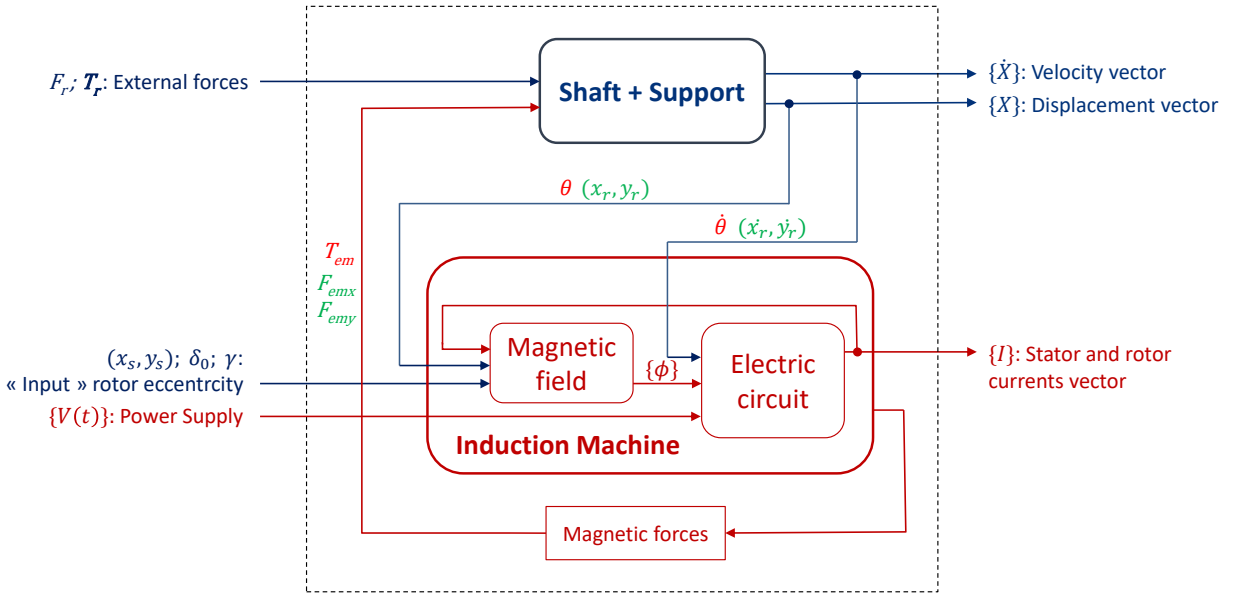 F_r; T_r: External forces
Shaft + Support
{Ẋ}: Velocity vector
{X}: Displacement vector
θ (x_r, y_r)
θ̇ (ẋ_r, ẏ_r)
T_em
F_emx
F_emy
(x_s, y_s); δ_0; γ:
« Input » rotor eccentrcity
{V(t)}: Power Supply
Magnetic
field
{ϕ}
Electric
circuit
Induction Machine
{I}: Stator and rotor
currents vector
Magnetic forces